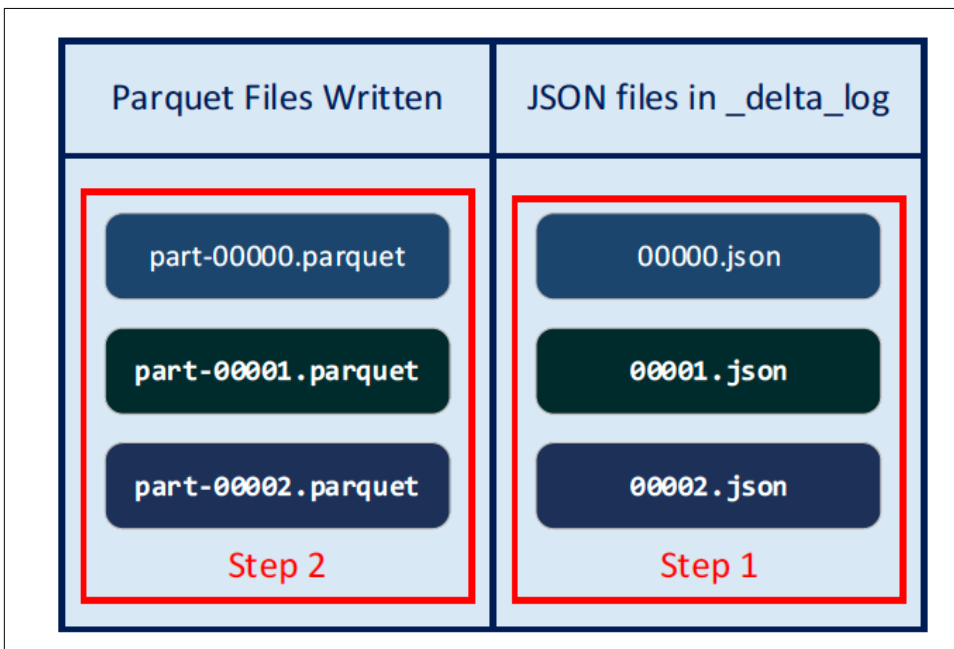 Parquet Files Written
JSON files in _delta_log
part-00000.parquet
00000.json
part-00001.parquet
00001.json
part-00002.parquet
00002.json
Step 2
Step 1